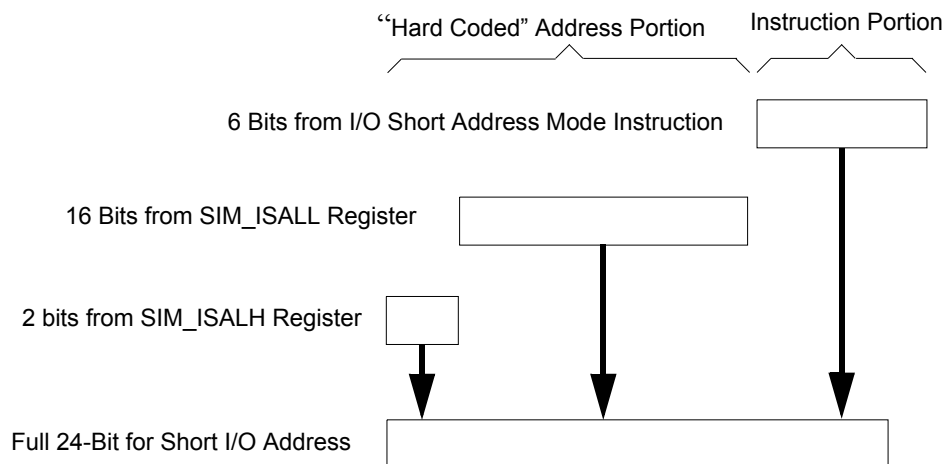 “Hard Coded” Address Portion
Instruction Portion
6 Bits from I/O Short Address Mode Instruction
16 Bits from SIM_ISALL Register
2 bits from SIM_ISALH Register
Full 24-Bit for Short I/O Address